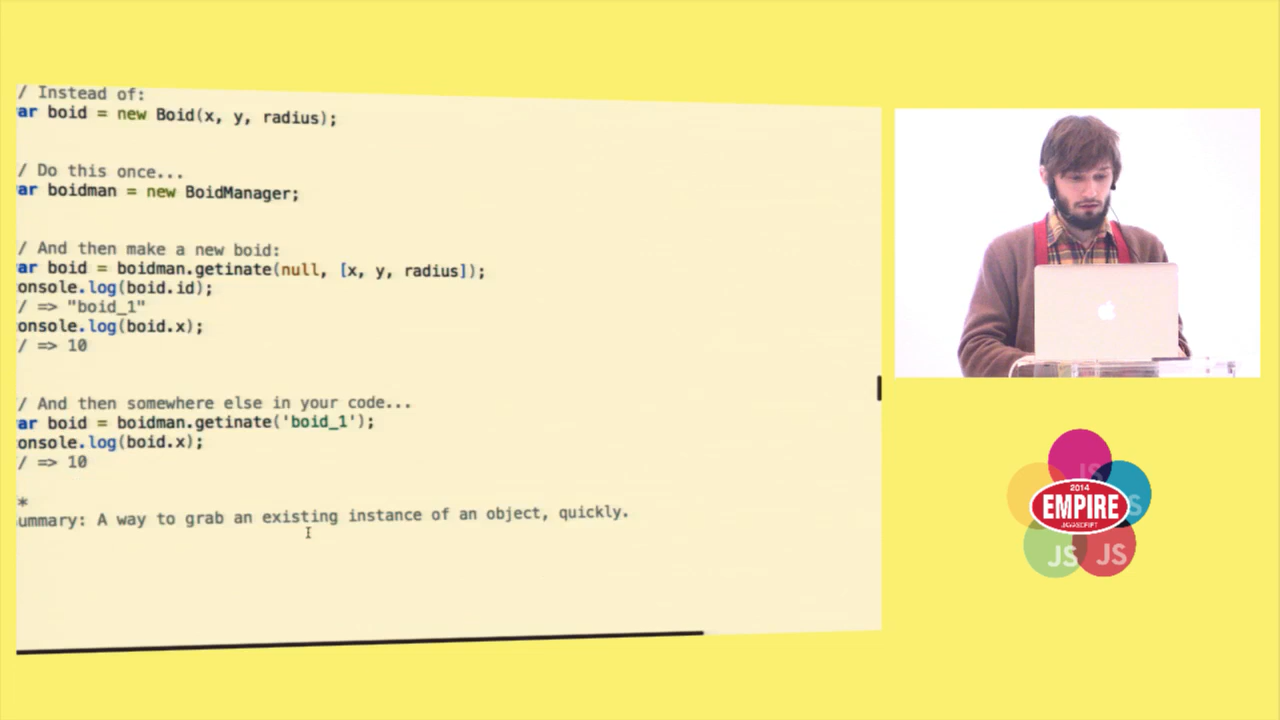 / Instead of:
ar boid = new Boid(x, y, radius);
/ Do this once...
ar boidman = new BoidManager;
/ And then make a new boid:
ar boid = boidman.getinate(null, [x, y, radius]);
onsole.log(boid.id);
/ => "boid_1"
onsole.log(boid.x);
/ => 10
/ And then somewhere else in your code...
ar boid = boidman.getinate('boid_1');
onsole.log(boid.x);
/ => 10
*
ummary: A way to grab an existing instance of an object, quickly.
JS
2014
EMPIRE
JAVASCRIPT
S
JS
JS